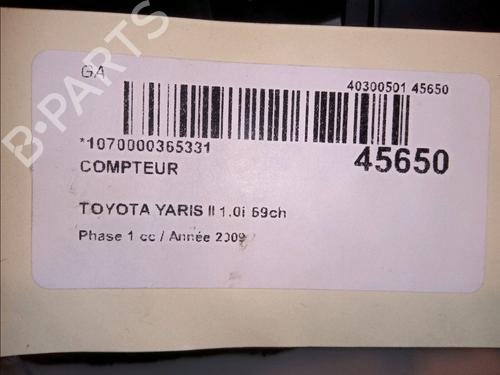 GA
40300501 45650
*1070000365331
45650
COMPTEUR
TOYOTA YARIS II 1.0i 69ch
Phase 1 cc / Année 2009
B-PARTS